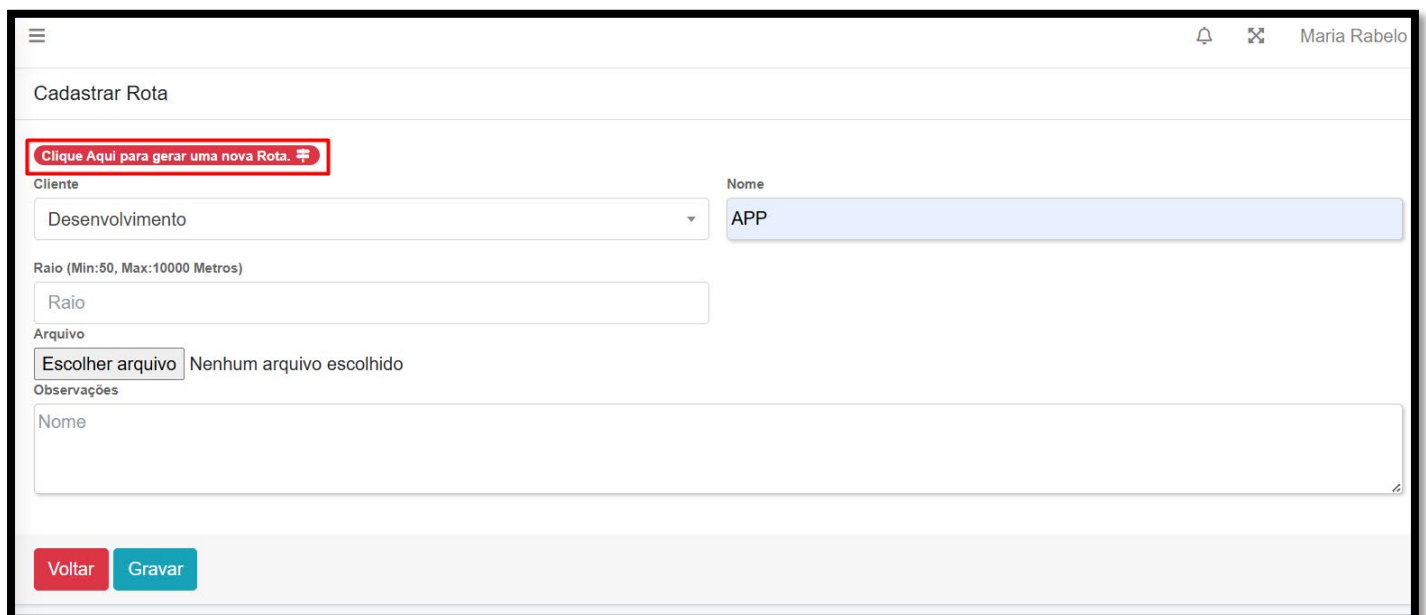 Maria Rabelo
Cadastrar Rota
Clique Aqui para gerar uma nova Rota.
Cliente
Nome
Desenvolvimento
APP
Raio (Min:50, Max:10000 Metros)
Raio
Arquivo
Escolher arquivo Nenhum arquivo escolhido
Observações
Nome
Voltar Gravar